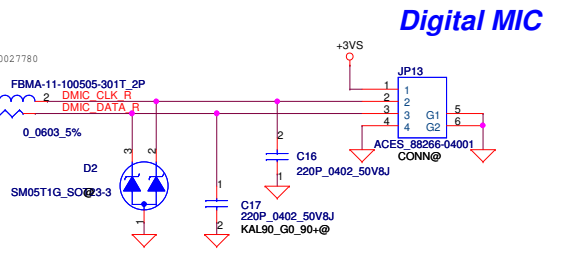 Digital MIC
0027780
+3VS
FBMA-11-100505-301T_2P
JP13
2 DMIC_CLK_R
DMIC_DATA_R
1 1
2 2
3 3 G1 5
4 4 G2 6
0_0603_5%
ACES_88266-04001
CONN@
3 2
2
D2
C16
1
220P_0402_50V8J
SM05T1G_SOT23-3
1
C17
220P_0402_50V8J
1
2
KAL90_G0_90+@